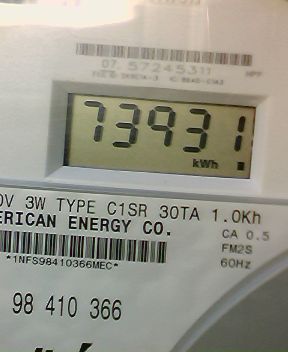 07 57245311
73931
kWh
0V 3W TYPE C1SR 30TA 1.0Kh
ERICAN ENERGY CO.
CA 0.5
FM2S
*1NFS98410366MEC*
60Hz
98 410 366